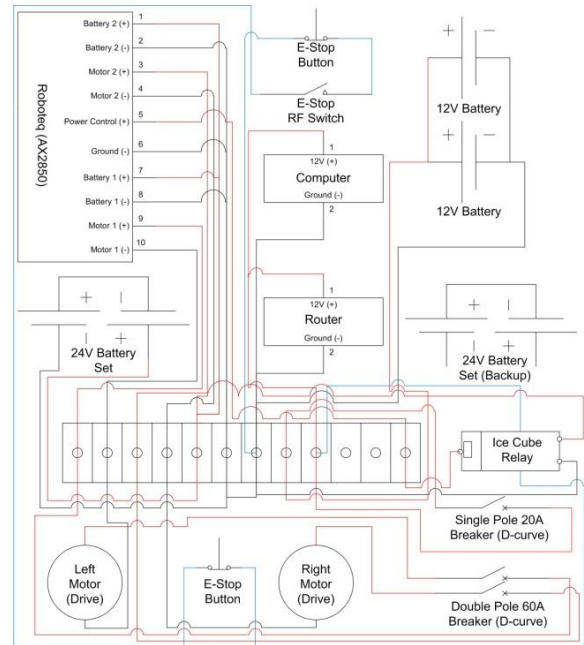 Roboteq (AX2850)
Battery 2 (+) 1
Battery 2 (-) 2
Motor 2 (+) 3
Motor 2 (-) 4
Power Control (+) 5
Ground (-) 6
Battery 1 (+) 7
Battery 1 (-) 8
Motor 1 (+) 9
Motor 1 (-) 10
E-Stop
Button
E-Stop
RF Switch
+ −
12V Battery
+ −
12V Battery
1
12V (+)
Computer
Ground (-)
2
1
12V (+)
Router
Ground (-)
2
+ −
24V Battery
Set
+ −
24V Battery
Set (Backup)
Ice Cube
Relay
Single Pole 20A
Breaker (D-curve)
Left
Motor
(Drive)
E-Stop
Button
Right
Motor
(Drive)
Double Pole 60A
Breaker (D-curve)